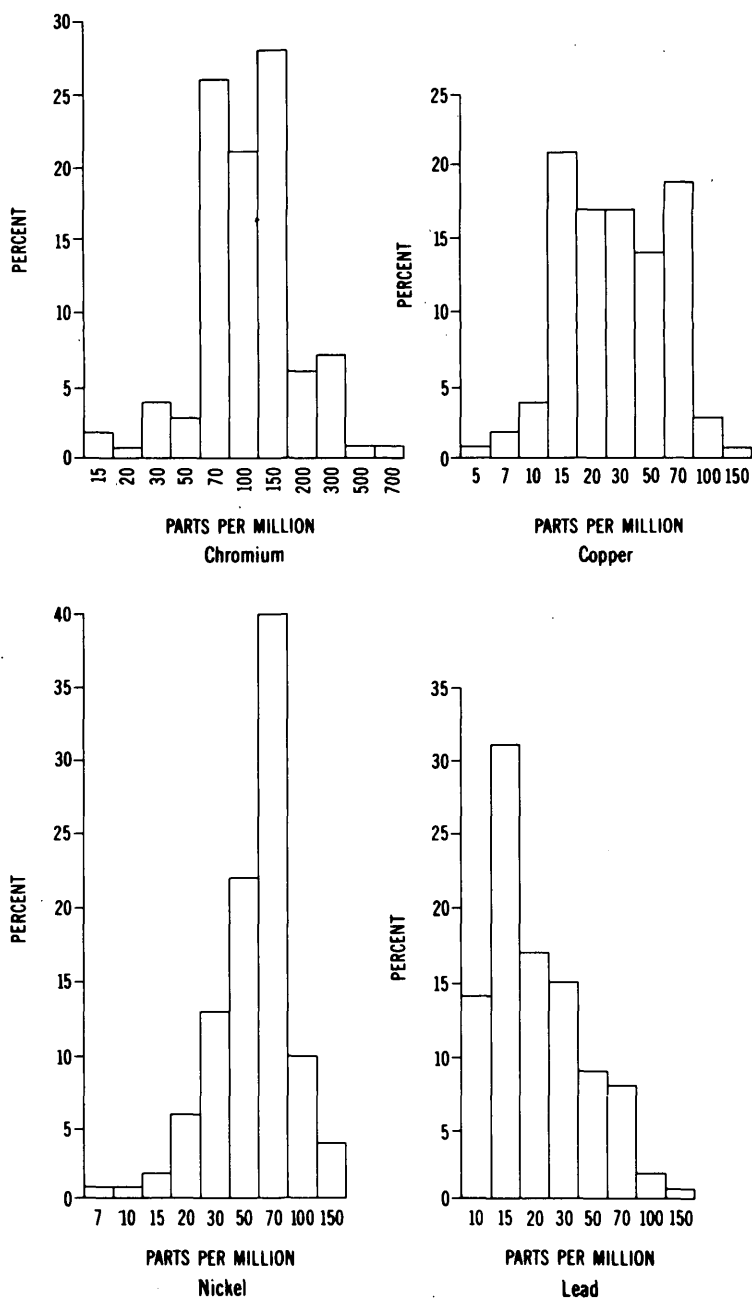 30
25
20
15
10
5
0
PERCENT
15 20 30 50 70 100 150 200 300 500 700
PARTS PER MILLION
Chromium
25
20
15
10
5
0
PERCENT
5 7 10 15 20 30 50 70 100 150
PARTS PER MILLION
Copper
40
35
30
25
20
15
10
5
0
PERCENT
7 10 15 20 30 50 70 100 150
PARTS PER MILLION
Nickel
35
30
25
20
15
10
5
0
PERCENT
10 15 20 30 50 70 100 150
PARTS PER MILLION
Lead